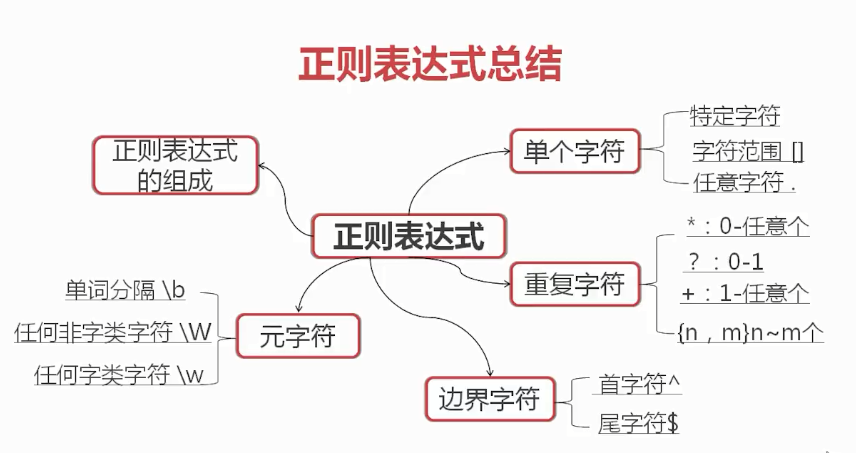 正则表达式总结
正则表达式
的组成
单个字符
特定字符
字符范围 []
任意字符 .
正则表达式
重复字符
*：0-任意个
？：0-1
+：1-任意个
{n，m}n~m个
元字符
单词分隔 \b
任何非字类字符 \W
任何字类字符 \w
边界字符
首字符^
尾字符$